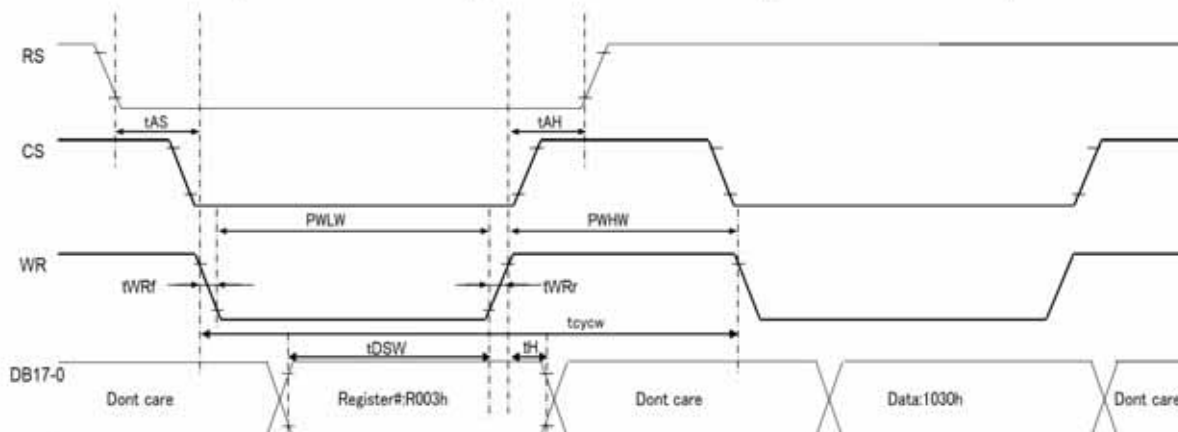 RS
tAS
tAH
CS
PWLW
PWHW
WR
tWRf
tWRr
tcycw
tDSW
tH
DB17-0
Dont care
Register#:R003h
Dont care
Data:1030h
Dont care